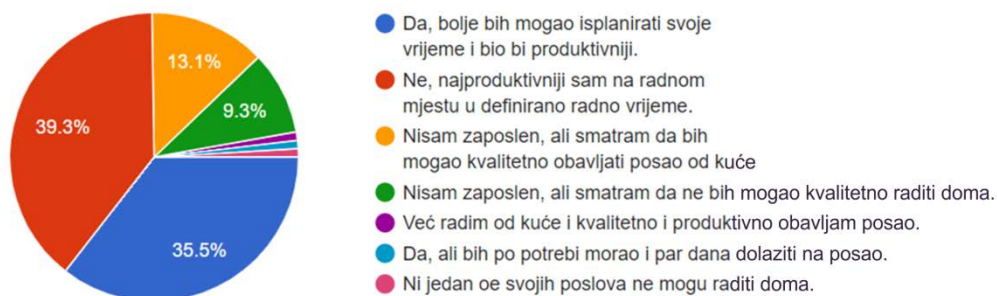 13.1%
9.3%
39.3%
35.5%
Da, bolje bih mogao isplanirati svoje
vrijeme i bio bi produktivniji.
Ne, najproduktivniji sam na radnom
mjestu u definirano radno vrijeme.
Nisam zaposlen, ali smatram da bih
mogao kvalitetno obavljati posao od kuće
Nisam zaposlen, ali smatram da ne bih mogao kvalitetno raditi doma.
Već radim od kuće i kvalitetno i produktivno obavljam posao.
Da, ali bih po potrebi morao i par dana dolaziti na posao.
Ni jedan oe svojih poslova ne mogu raditi doma.